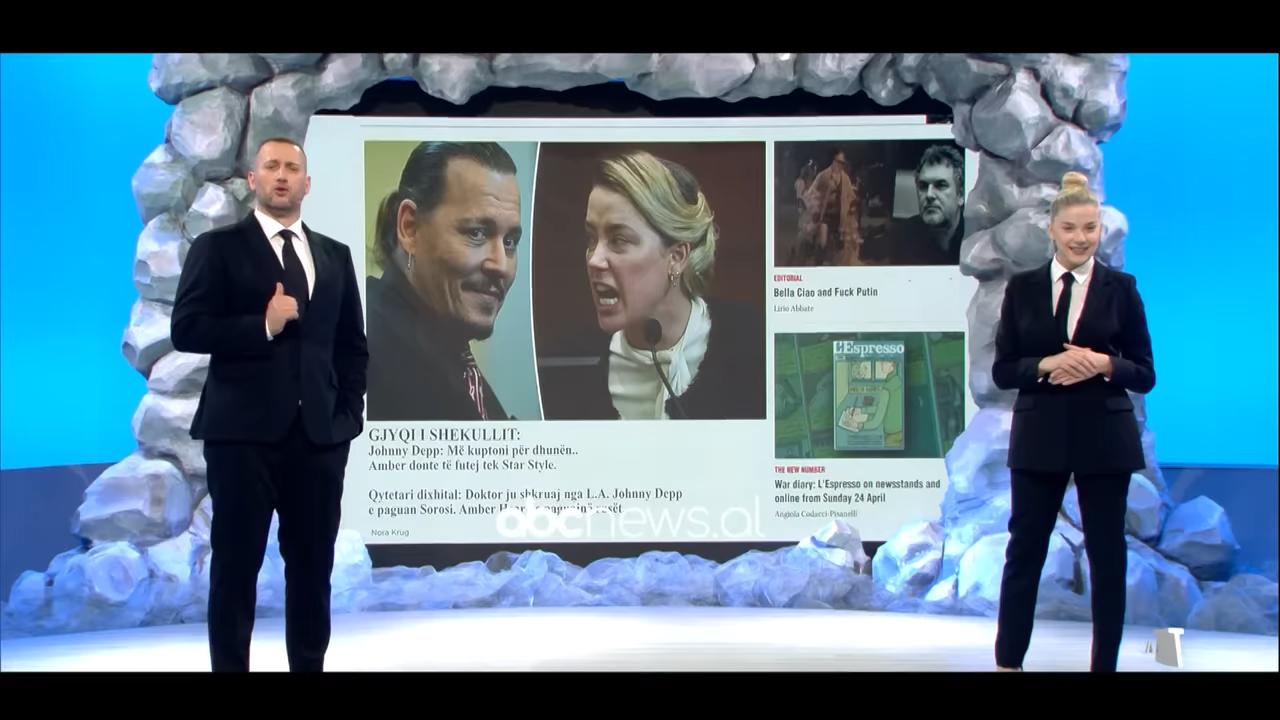 GJYQI I SHEKULLIT:
Johnny Depp: Më kuptoni për dhunën..
Amber donte të futej tek Star Style.
Qytetari dixhital: Doktor ju shkruaj nga L.A. Johnny Depp
e paguan Sorosi. Amber
Nora Krug
abcnews.al
EDITORIAL
Bella Ciao and Fuck Putin
Lirio Abbate
L'Espresso
THE NEW NUMBER
War diary: L'Espresso on newsstands and
online from Sunday 24 April
Angiola Codacci-Pisanelli